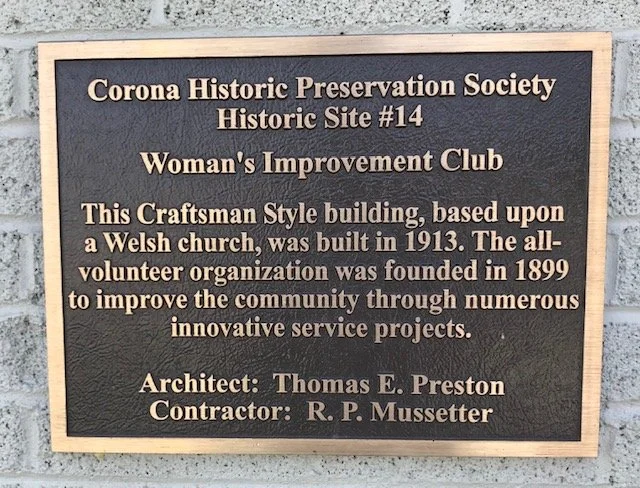 Corona Historic Preservation Society
Historic Site #14
Woman's Improvement Club
This Craftsman Style building, based upon
a Welsh church, was built in 1913. The all-
volunteer organization was founded in 1899
to improve the community through numerous
innovative service projects.
Architect: Thomas E. Preston
Contractor: R. P. Mussetter